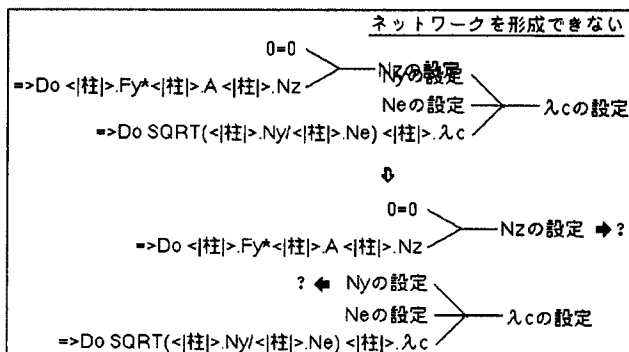 ネットワークを形成できない
0=0
Nzの設定
Nyの設定
=>Do <|柱|>.Fy*<|柱|>.A <|柱|>.Nz
Neの設定
λcの設定
=>Do SQRT(<|柱|>.Ny/<|柱|>.Ne) <|柱|>.λc
⇩
0=0
Nzの設定 ➡ ?
=>Do <|柱|>.Fy*<|柱|>.A <|柱|>.Nz
? ⬅ Nyの設定
Neの設定
λcの設定
=>Do SQRT(<|柱|>.Ny/<|柱|>.Ne) <|柱|>.λc